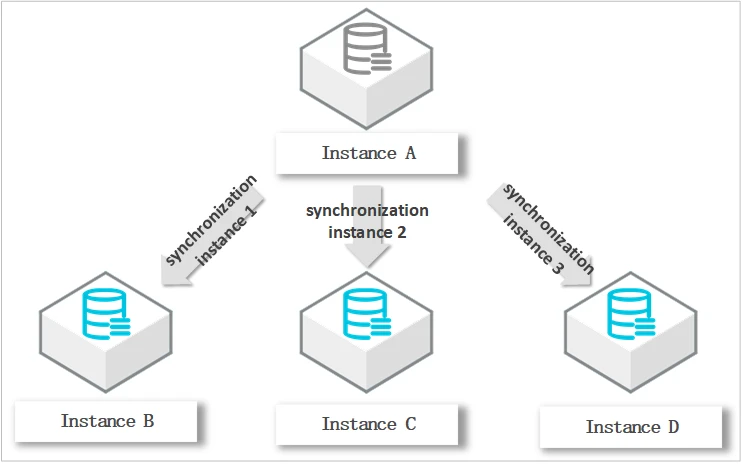 Instance A
synchronization
instance 1
synchronization
instance 2
synchronization
instance 3
Instance B
Instance C
Instance D